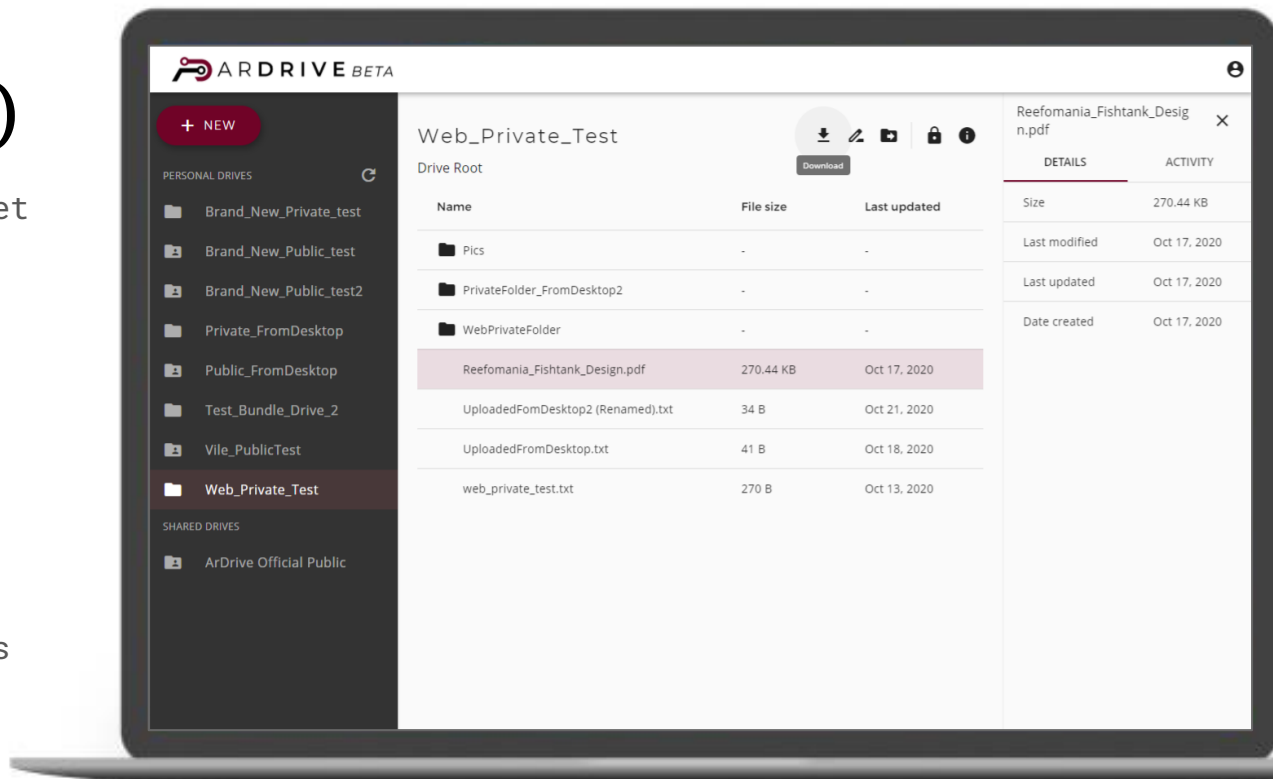 )
et
s
ARDRIVE BETA
+ NEW
PERSONAL DRIVES
Brand_New_Private_test
Brand_New_Public_test
Brand_New_Public_test2
Private_FromDesktop
Public_FromDesktop
Test_Bundle_Drive_2
Vile_PublicTest
Web_Private_Test
SHARED DRIVES
ArDrive Official Public
Web_Private_Test
Download
Drive Root
Name File size Last updated
Pics - -
PrivateFolder_FromDesktop2 - -
WebPrivateFolder - -
Reefomania_Fishtank_Design.pdf 270.44 KB Oct 17, 2020
UploadedFomDesktop2 (Renamed).txt 34 B Oct 21, 2020
UploadedFromDesktop.txt 41 B Oct 18, 2020
web_private_test.txt 270 B Oct 13, 2020
Reefomania_Fishtank_Desig
n.pdf
DETAILS ACTIVITY
Size 270.44 KB
Last modified Oct 17, 2020
Last updated Oct 17, 2020
Date created Oct 17, 2020